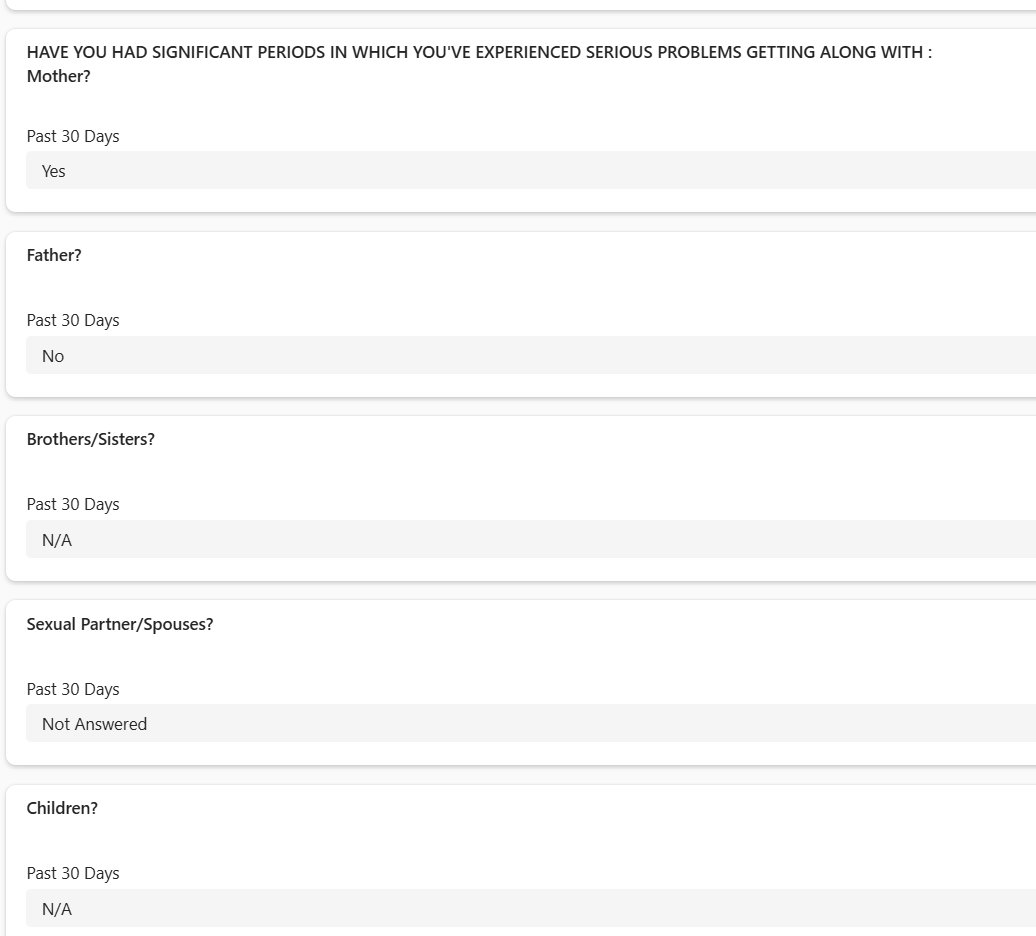 HAVE YOU HAD SIGNIFICANT PERIODS IN WHICH YOU'VE EXPERIENCED SERIOUS PROBLEMS GETTING ALONG WITH :
Mother?
Past 30 Days
Yes
Father?
Past 30 Days
No
Brothers/Sisters?
Past 30 Days
N/A
Sexual Partner/Spouses?
Past 30 Days
Not Answered
Children?
Past 30 Days
N/A